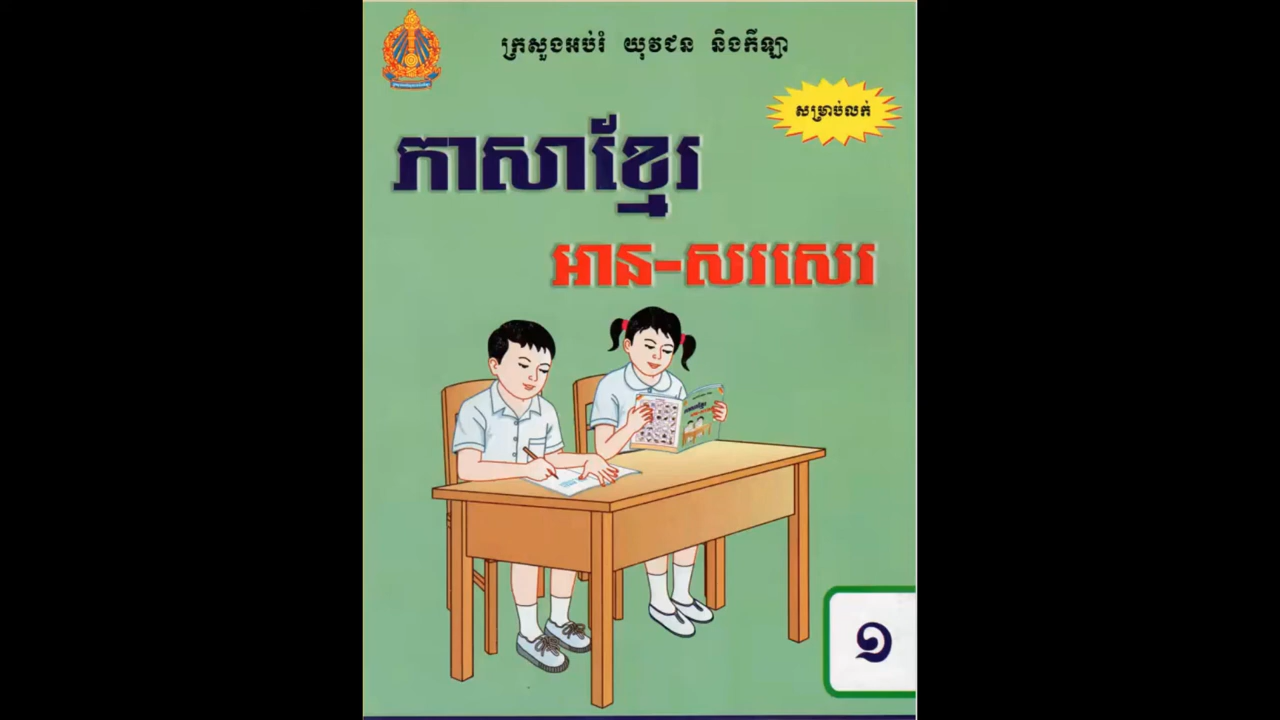 ក្រសួងអប់រំ យុវជន និងកីឡា
សម្រាប់លក់
ភាសាខ្មែរ
អាន-សរសេរ
១